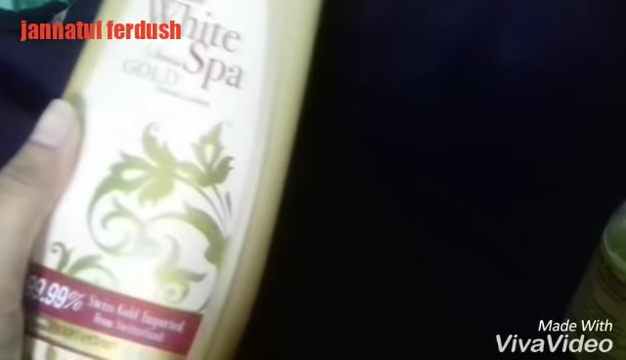 jannatul ferdush
White
Spa
GOLD
99.99% Swiss Gold Imported
from Switzerland
Made With
VivaVideo